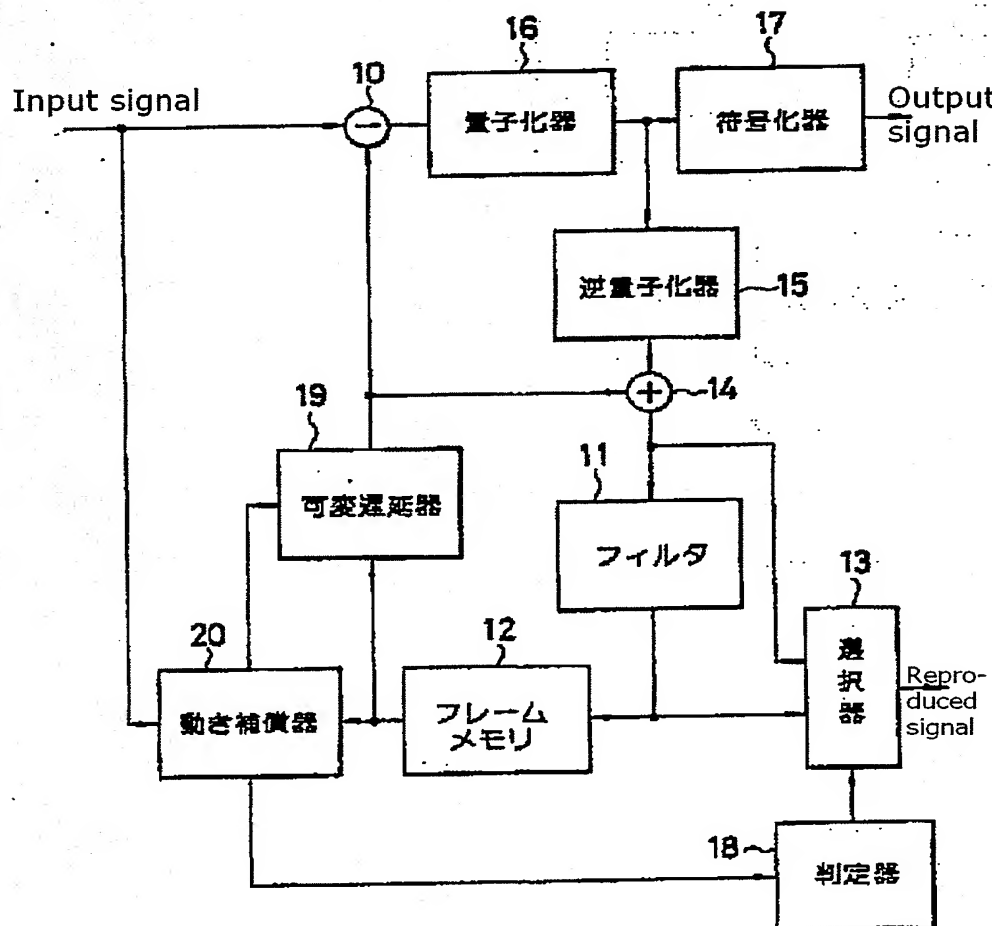 16
17
10
Input signal
量子化器
符号化器
Output
signal
逆量子化器
15
14
19
11
可変遅延器
フィルタ
13
20
12
選
択
器
Repro-
duced
signal
動き補償器
フレーム
メモリ
18
判定器